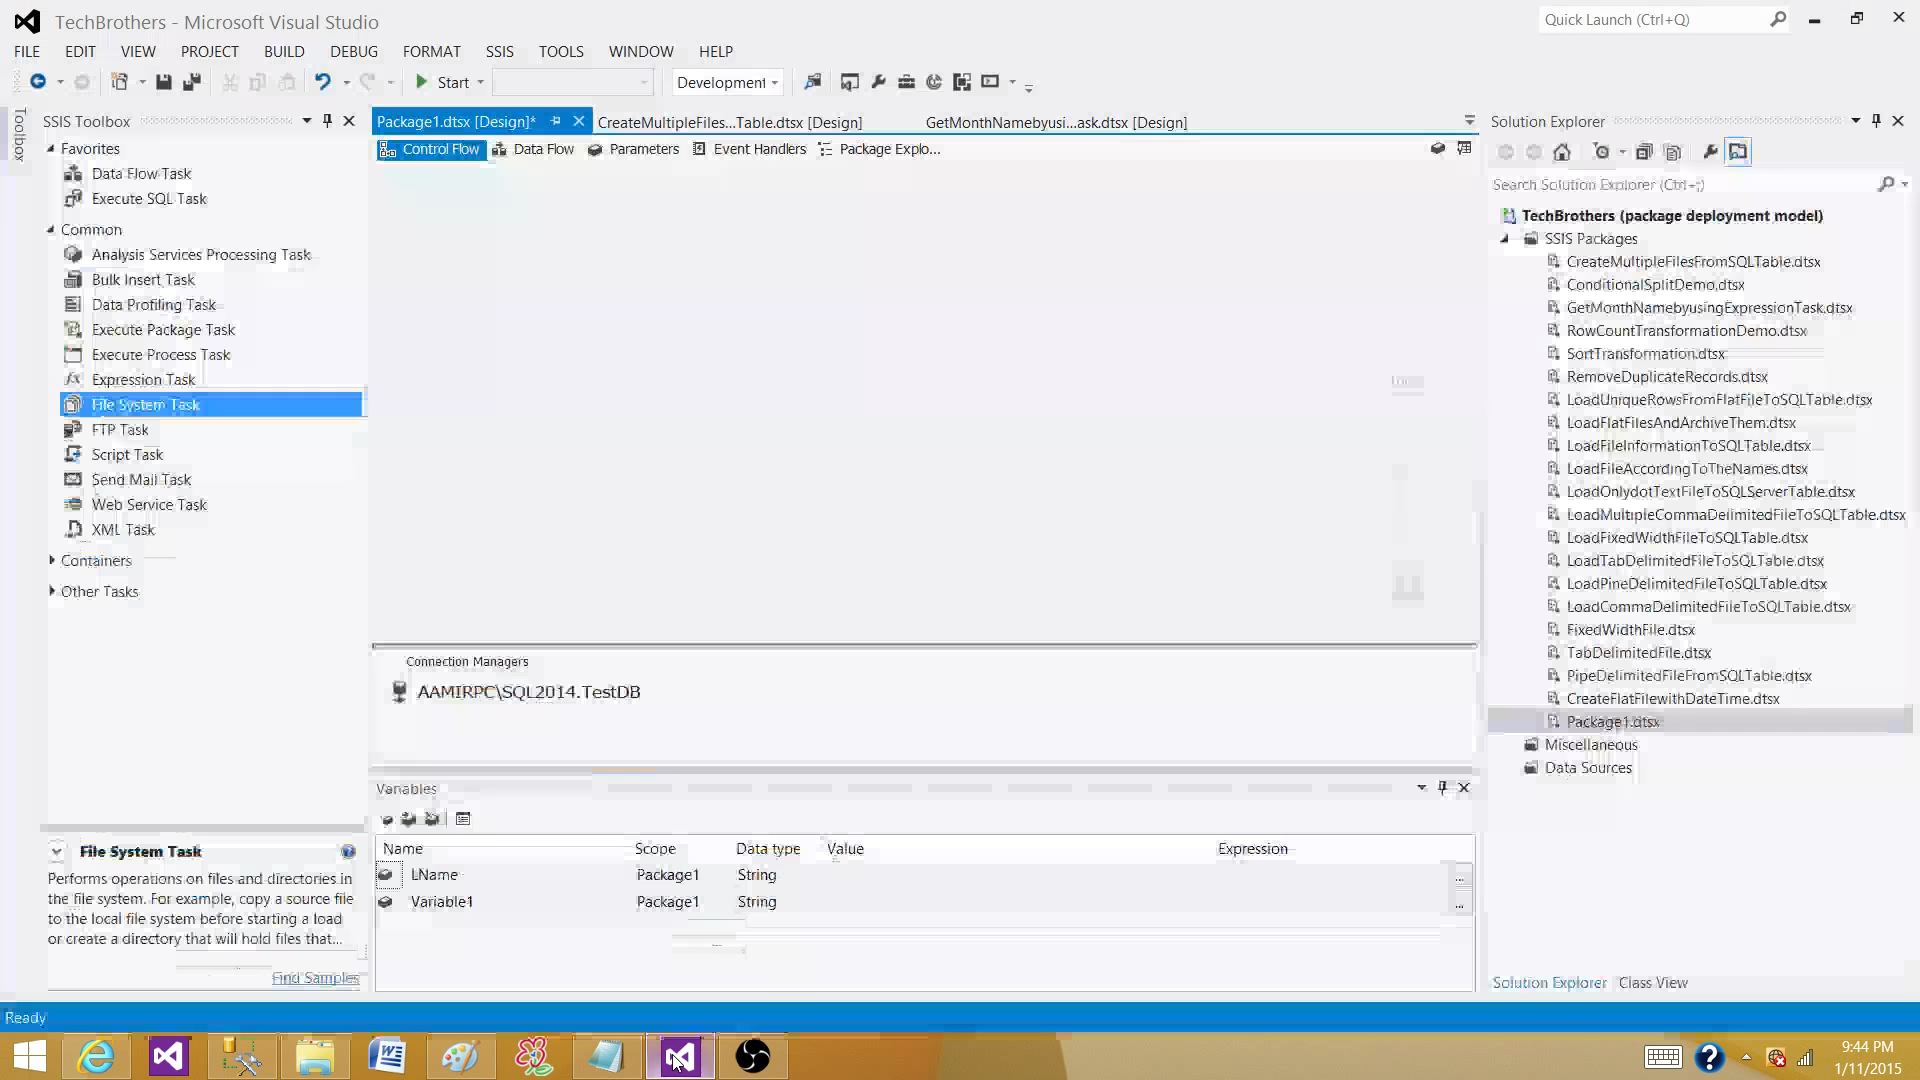 TechBrothers - Microsoft Visual Studio
Quick Launch (Ctrl+Q)
FILE EDIT VIEW PROJECT BUILD DEBUG FORMAT SSIS TOOLS WINDOW HELP
Start Development
Toolbox
SSIS Toolbox
Favorites
Data Flow Task
Execute SQL Task
Common
Analysis Services Processing Task
Bulk Insert Task
Data Profiling Task
Execute Package Task
Execute Process Task
Expression Task
File System Task
FTP Task
Script Task
Send Mail Task
Web Service Task
XML Task
Containers
Other Tasks
File System Task
Performs operations on files and directories in
the file system. For example, copy a source file
to the local file system before starting a load
or create a directory that will hold files that...
Find Samples
Package1.dtsx [Design]* CreateMultipleFiles...Table.dtsx [Design] GetMonthNamebyusi...ask.dtsx [Design]
Control Flow Data Flow Parameters Event Handlers Package Explo...
Connection Managers
AAMIRPC\SQL2014.TestDB
Variables
Name Scope Data type Value Expression
LName Package1 String ...
Variable1 Package1 String ...
Solution Explorer
Search Solution Explorer (Ctrl+;)
TechBrothers (package deployment model)
SSIS Packages
CreateMultipleFilesFromSQLTable.dtsx
ConditionalSplitDemo.dtsx
GetMonthNamebyusingExpressionTask.dtsx
RowCountTransformationDemo.dtsx
SortTransformation.dtsx
RemoveDuplicateRecords.dtsx
LoadUniqueRowsFromFlatFileToSQLTable.dtsx
LoadFlatFilesAndArchiveThem.dtsx
LoadFileInformationToSQLTable.dtsx
LoadFileAccordingToTheNames.dtsx
LoadOnlydotTextFileToSQLServerTable.dtsx
LoadMultipleCommaDelimitedFileToSQLTable.dtsx
LoadFixedWidthFileToSQLTable.dtsx
LoadTabDelimitedFileToSQLTable.dtsx
LoadPineDelimitedFileToSQLTable.dtsx
LoadCommaDelimitedFileToSQLTable.dtsx
FixedWidthFile.dtsx
TabDelimitedFile.dtsx
PipeDelimitedFileFromSQLTable.dtsx
CreateFlatFilewithDateTime.dtsx
Package1.dtsx
Miscellaneous
Data Sources
Solution Explorer Class View
Ready
9:44 PM
1/11/2015